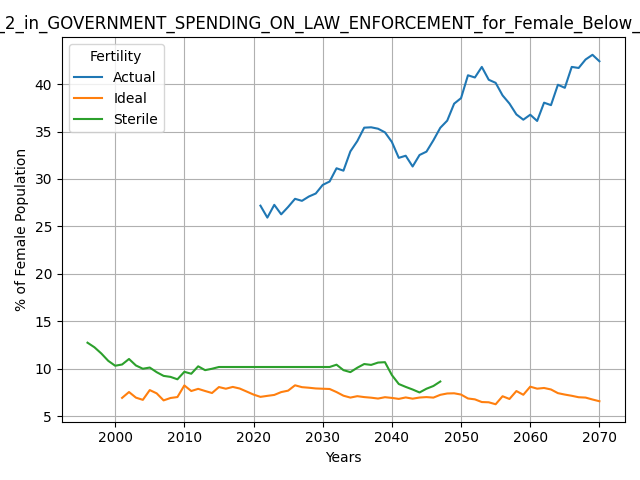 _2_in_GOVERNMENT_SPENDING_ON_LAW_ENFORCEMENT_for_Female_Below_
Fertility
Actual
Ideal
Sterile
% of Female Population
40
35
30
25
20
15
10
5
2000 2010 2020 2030 2040 2050 2060 2070
Years